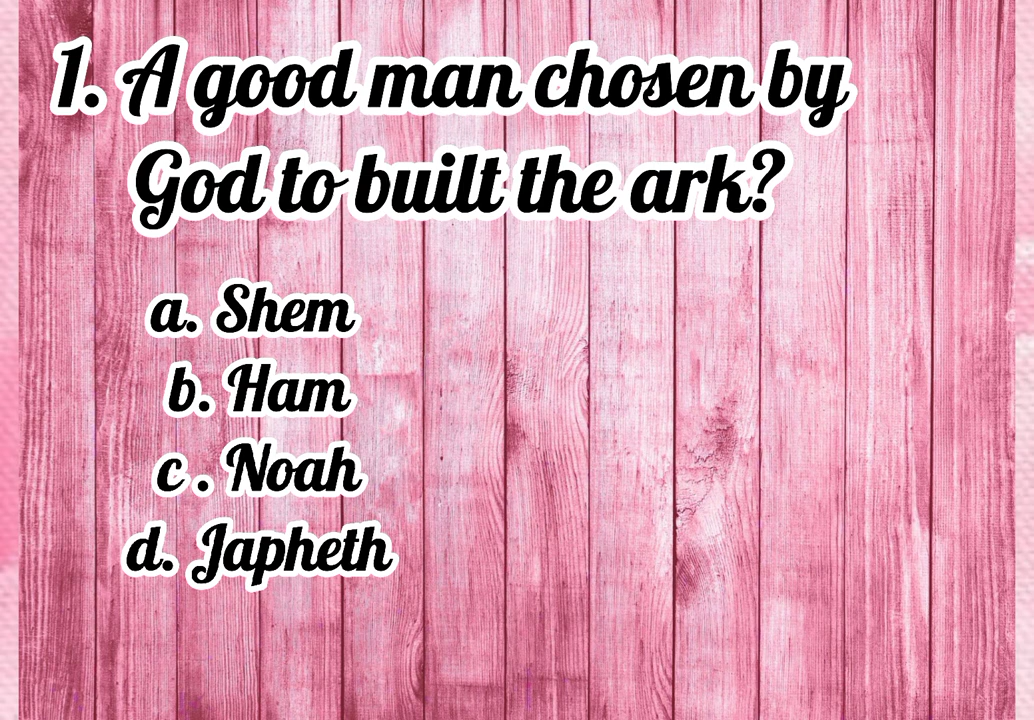 1. A good man chosen by
God to built the ark?
a. Shem
b. Ham
c . Noah
d. Japheth